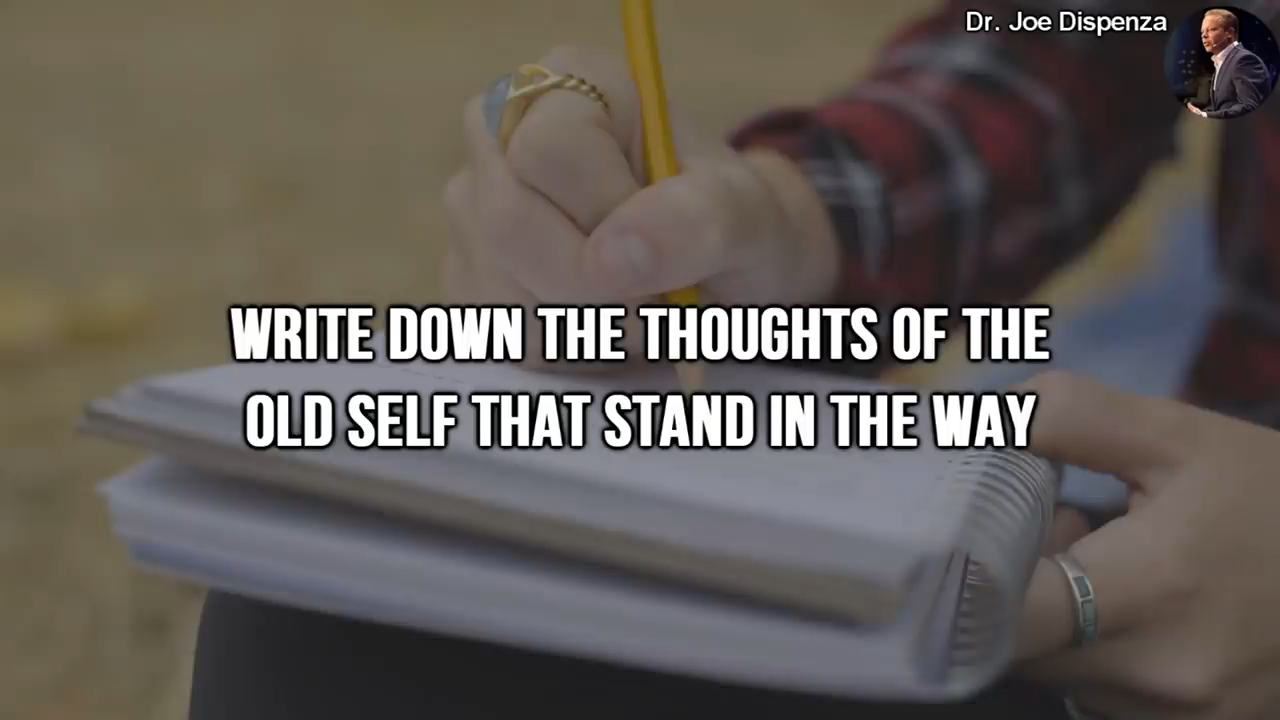 Dr. Joe Dispenza
WRITE DOWN THE THOUGHTS OF THE
OLD SELF THAT STAND IN THE WAY